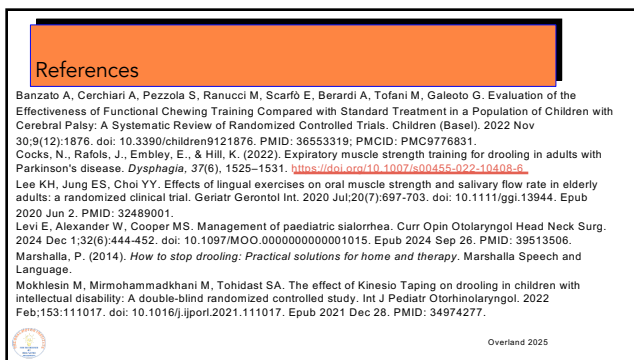 References
Banzato A, Cerchiari A, Pezzola S, Ranucci M, Scarfò E, Berardi A, Tofani M, Galeoto G. Evaluation of the
Effectiveness of Functional Chewing Training Compared with Standard Treatment in a Population of Children with
Cerebral Palsy: A Systematic Review of Randomized Controlled Trials. Children (Basel). 2022 Nov
30;9(12):1876. doi: 10.3390/children9121876. PMID: 36553319; PMCID: PMC9776831.
Cocks, N., Rafols, J., Embley, E., & Hill, K. (2022). Expiratory muscle strength training for drooling in adults with
Parkinson's disease. Dysphagia, 37(6), 1525–1531. https://doi.org/10.1007/s00455-022-10408-6
Lee KH, Jung ES, Choi YY. Effects of lingual exercises on oral muscle strength and salivary flow rate in elderly
adults: a randomized clinical trial. Geriatr Gerontol Int. 2020 Jul;20(7):697-703. doi: 10.1111/ggi.13944. Epub
2020 Jun 2. PMID: 32489001.
Levi E, Alexander W, Cooper MS. Management of paediatric sialorrhea. Curr Opin Otolaryngol Head Neck Surg.
2024 Dec 1;32(6):444-452. doi: 10.1097/MOO.0000000000001015. Epub 2024 Sep 26. PMID: 39513506.
Marshalla, P. (2014). How to stop drooling: Practical solutions for home and therapy. Marshalla Speech and
Language.
Mokhlesin M, Mirmohammadkhani M, Tohidast SA. The effect of Kinesio Taping on drooling in children with
intellectual disability: A double-blind randomized controlled study. Int J Pediatr Otorhinolaryngol. 2022
Feb;153:111017. doi: 10.1016/j.ijporl.2021.111017. Epub 2021 Dec 28. PMID: 34974277.
Overland 2025